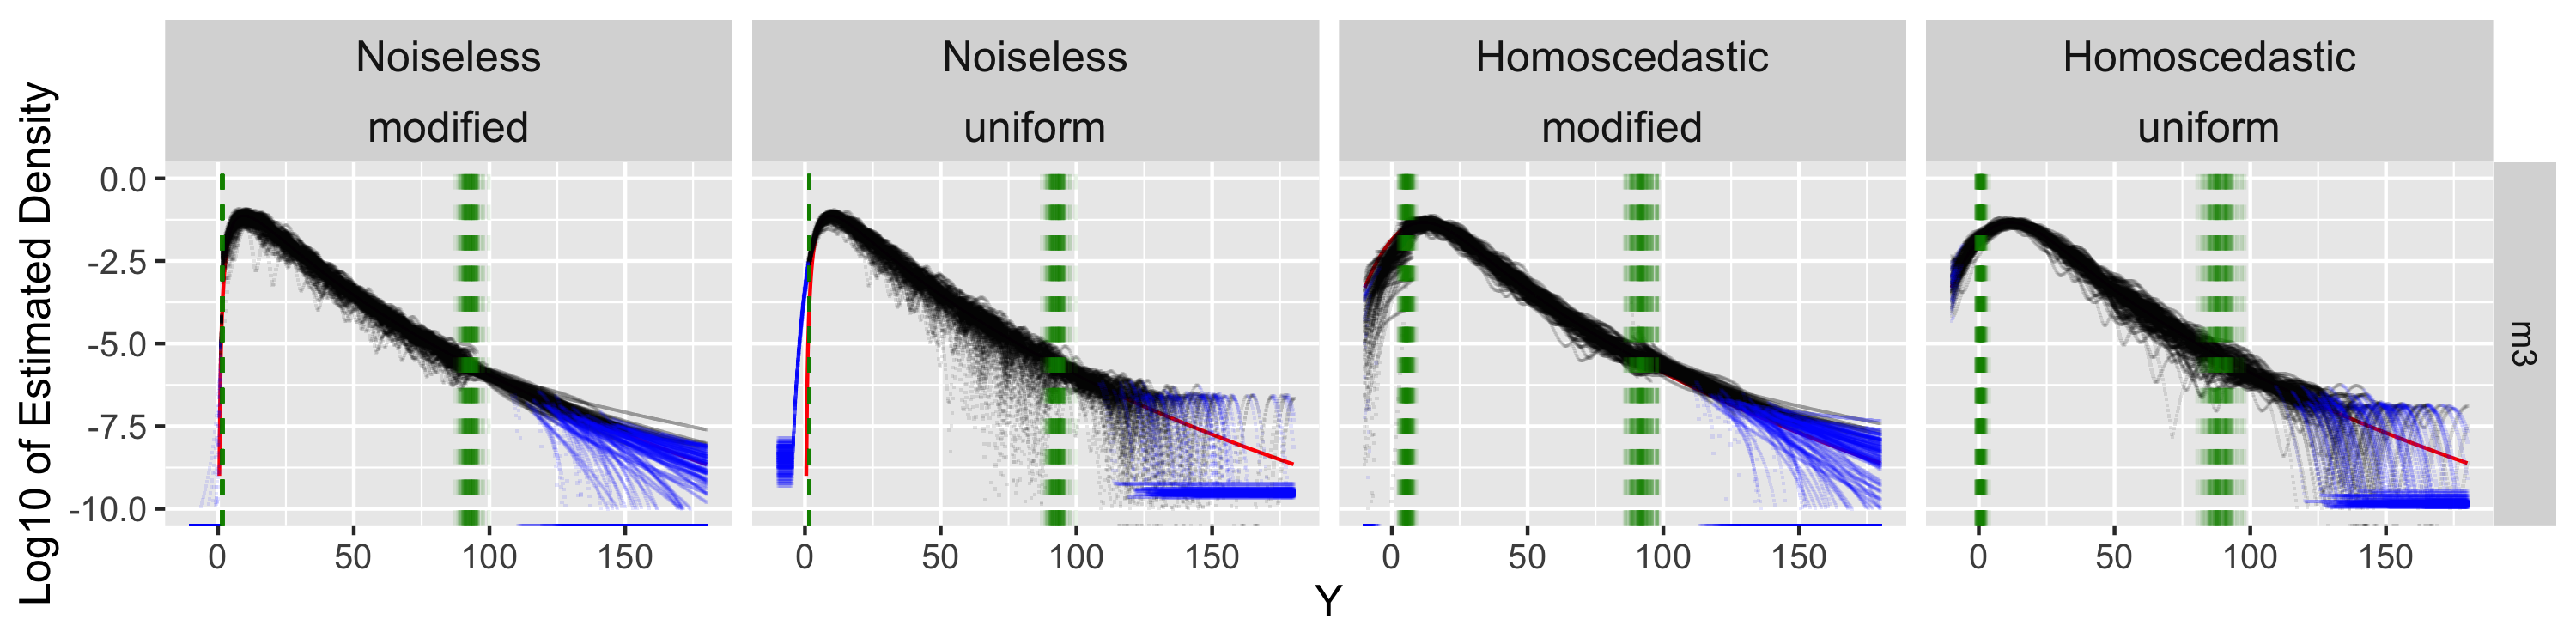 Noiseless
modified
Noiseless
uniform
Homoscedastic
modified
Homoscedastic
uniform
Log10 of Estimated Density
0.0
-2.5
-5.0
-7.5
-10.0
m3
0 50 100 150
0 50 100 150
0 50 100 150
0 50 100 150
Y